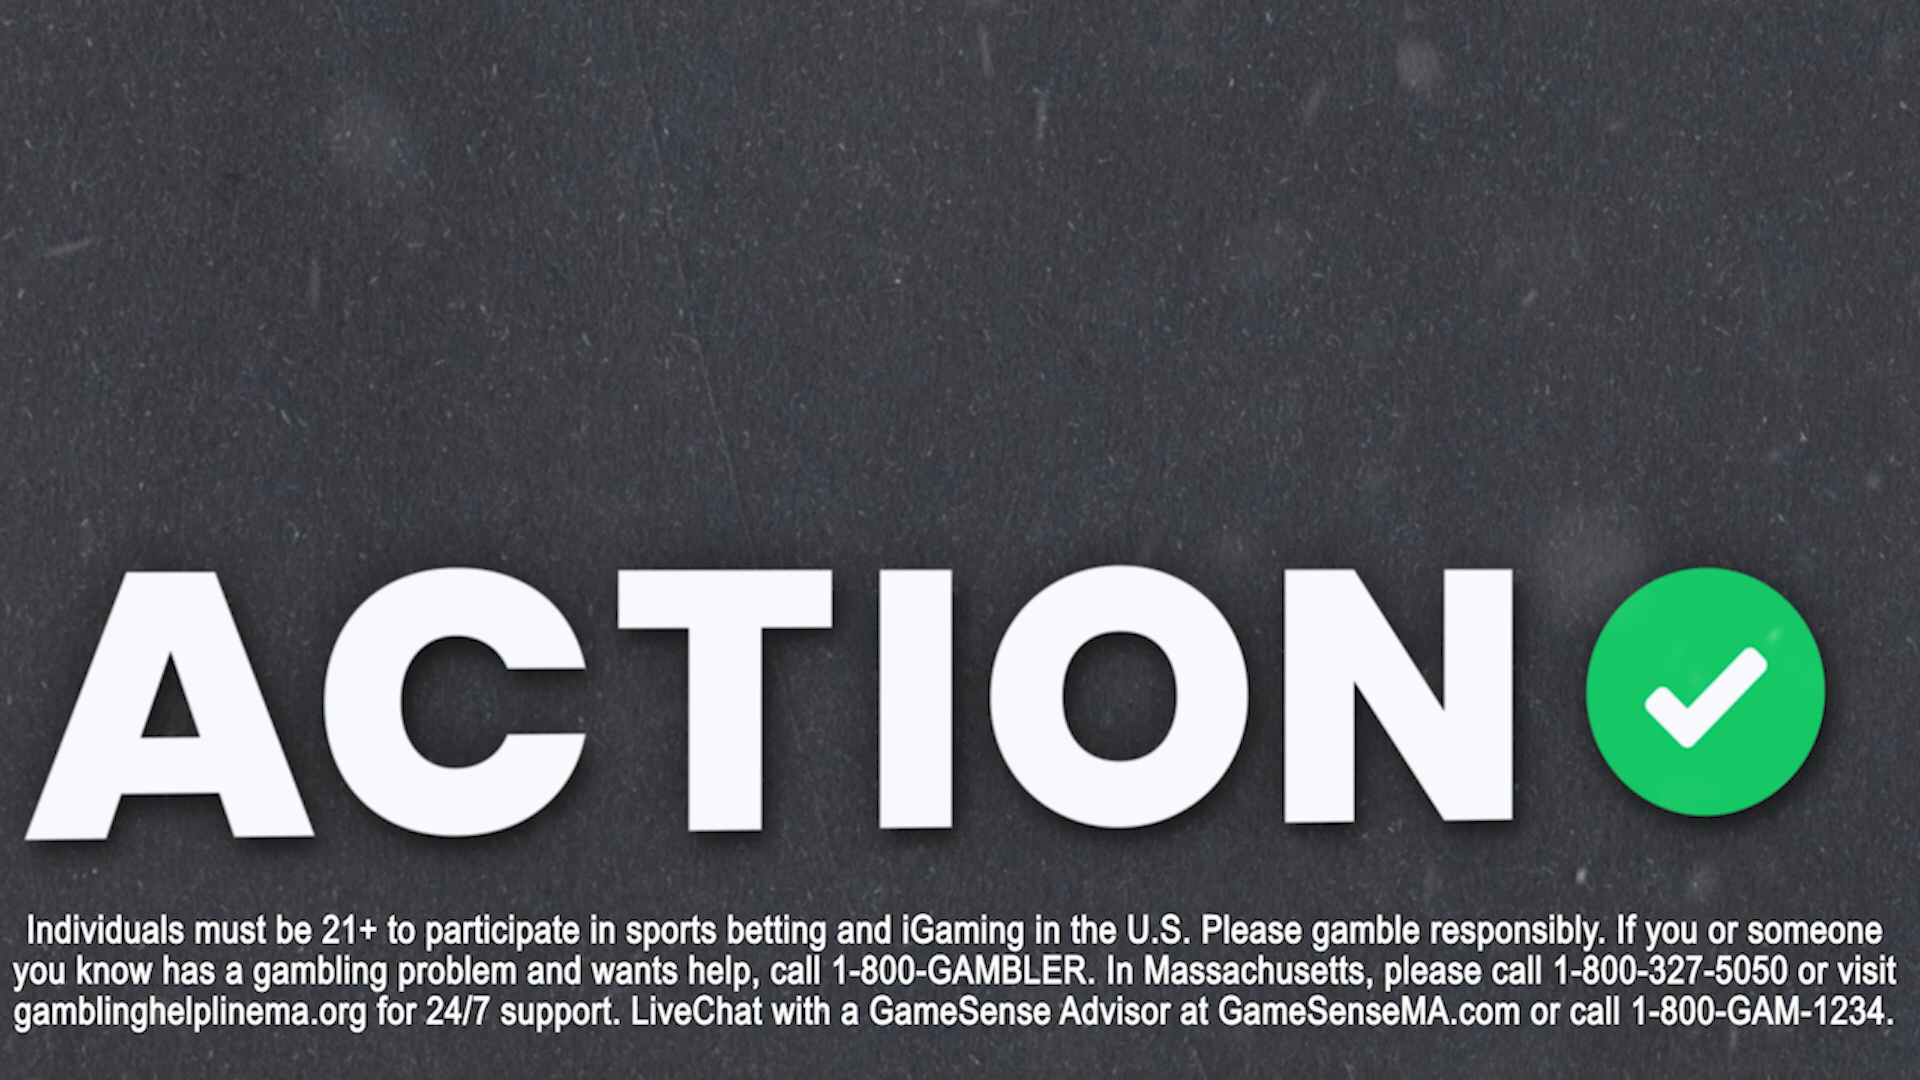 ACTION
Individuals must be 21+ to participate in sports betting and iGaming in the U.S. Please gamble responsibly. If you or someone
you know has a gambling problem and wants help, call 1-800-GAMBLER. In Massachusetts, please call 1-800-327-5050 or visit
gamblinghelplinema.org for 24/7 support. LiveChat with a GameSense Advisor at GameSenseMA.com or call 1-800-GAM-1234.